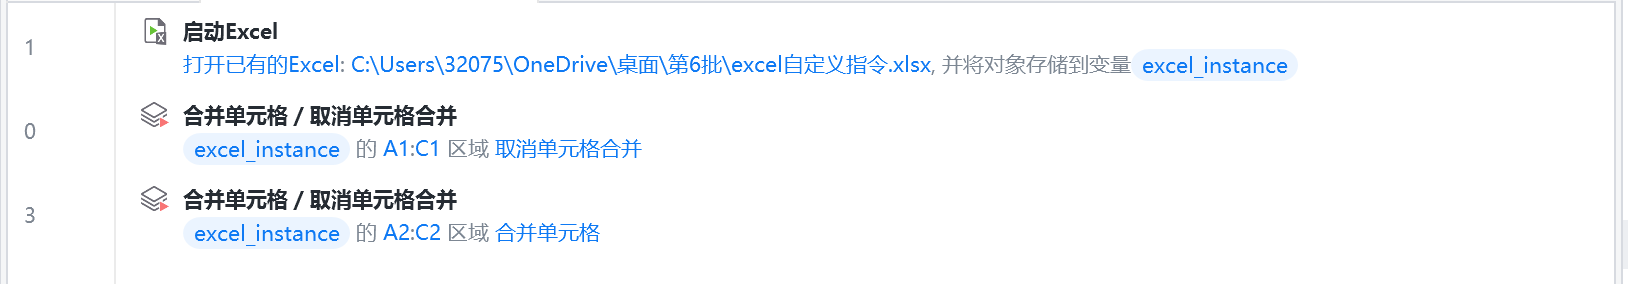 1
启动Excel
打开已有的Excel: C:\Users\32075\OneDrive\桌面\第6批\excel自定义指令.xlsx, 并将对象存储到变量 excel_instance
0
合并单元格 / 取消单元格合并
excel_instance 的 A1:C1 区域 取消单元格合并
3
合并单元格 / 取消单元格合并
excel_instance 的 A2:C2 区域 合并单元格